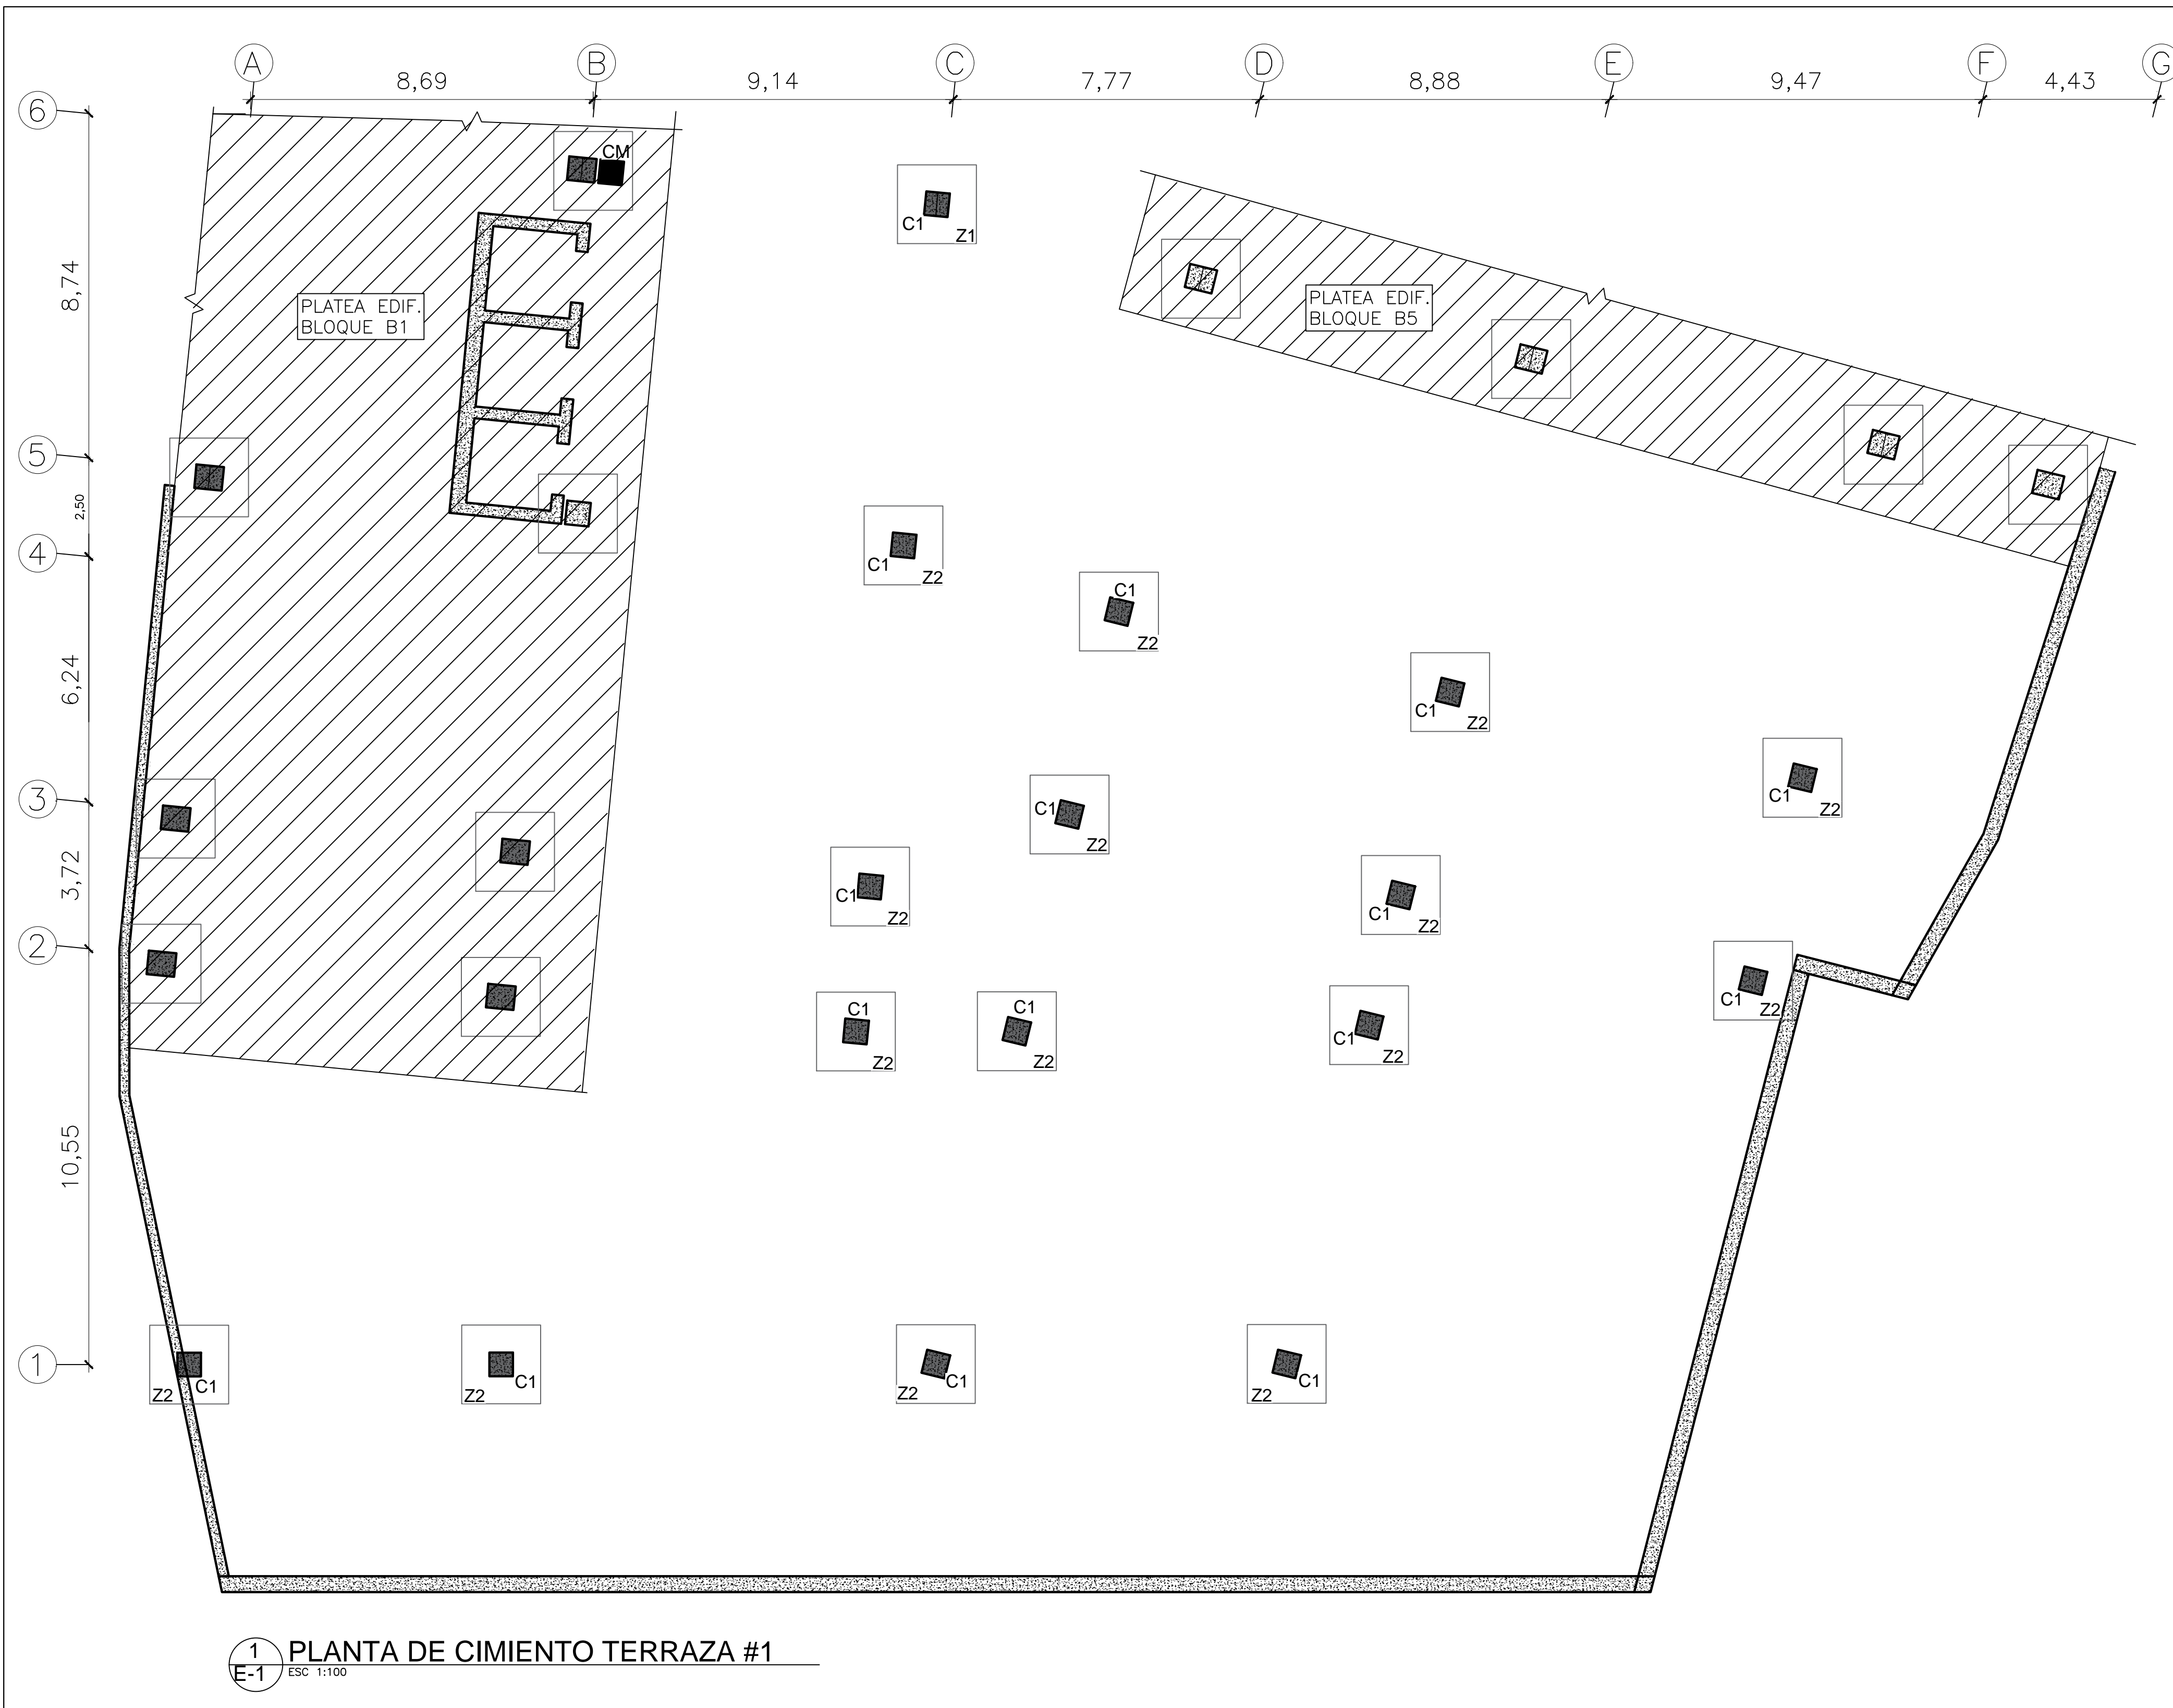 A
B
C
D
E
F
G
8,69
9,14
7,77
8,88
9,47
4,43
6
CM
C1
Z1
8,74
PLATEA EDIF.
BLOQUE B1
PLATEA EDIF.
BLOQUE B5
5
2,50
4
C1
Z2
C1
Z2
6,24
C1
Z2
C1
Z2
3
C1
Z2
3,72
C1
Z2
C1
Z2
2
C1
Z2
C1
Z2
C1
Z2
C1
Z2
10,55
1
Z2
C1
Z2
C1
Z2
C1
Z2
C1
1
E-1
PLANTA DE CIMIENTO TERRAZA #1
ESC 1:100